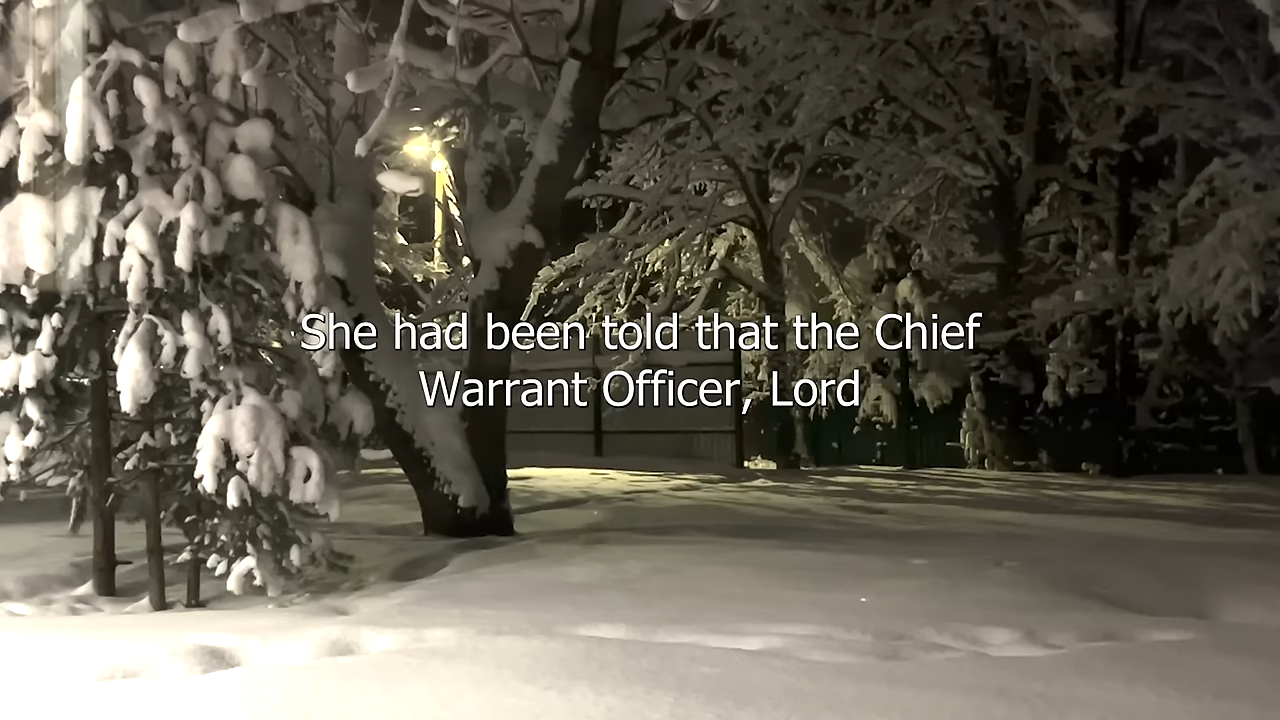 She had been told that the Chief
Warrant Officer, Lord